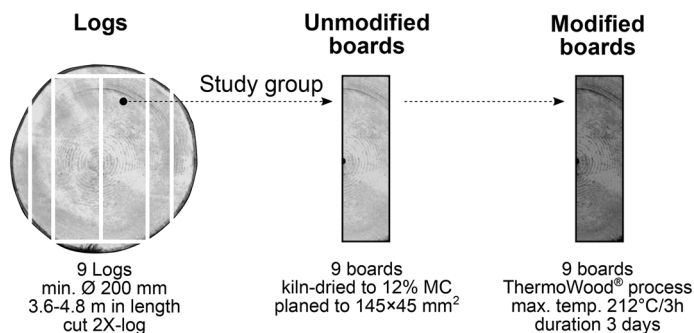 Logs
Unmodified
boards
Modified
boards
Study group
9 Logs
min. Ø 200 mm
3.6-4.8 m in length
cut 2X-log
9 boards
kiln-dried to 12% MC
planed to 145×45 mm²
9 boards
ThermoWood® process
max. temp. 212°C/3h
duration 3 days